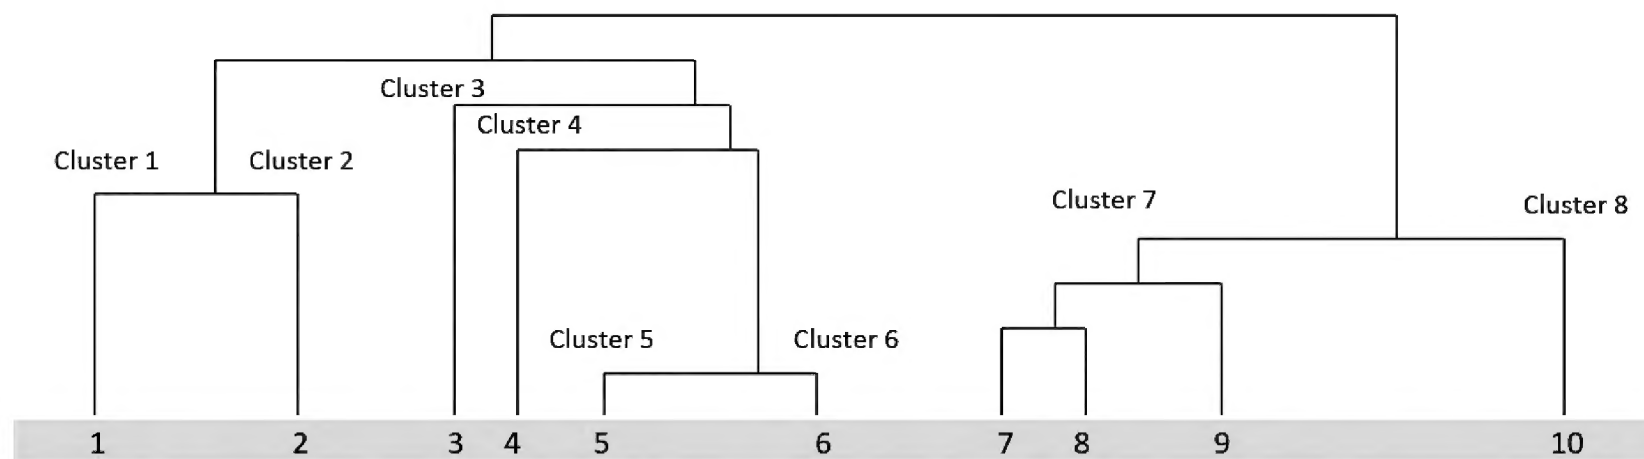 Cluster 3
Cluster 4
Cluster 1 Cluster 2
Cluster 7 Cluster 8
Cluster 5 Cluster 6
1 2 3 4 5 6 7 8 9 10